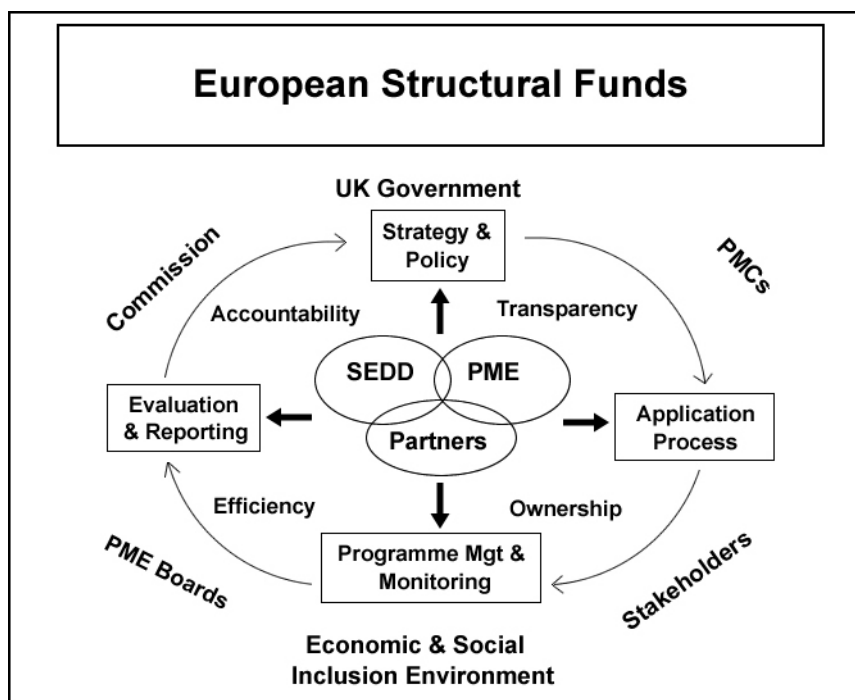 European Structural Funds
UK Government
Strategy &
Policy
Commission
PMCs
Accountability
Transparency
SEDD
PME
Partners
Evaluation
& Reporting
Application
Process
Efficiency
Ownership
Programme Mgt &
Monitoring
PME Boards
Stakeholders
Economic & Social
Inclusion Environment